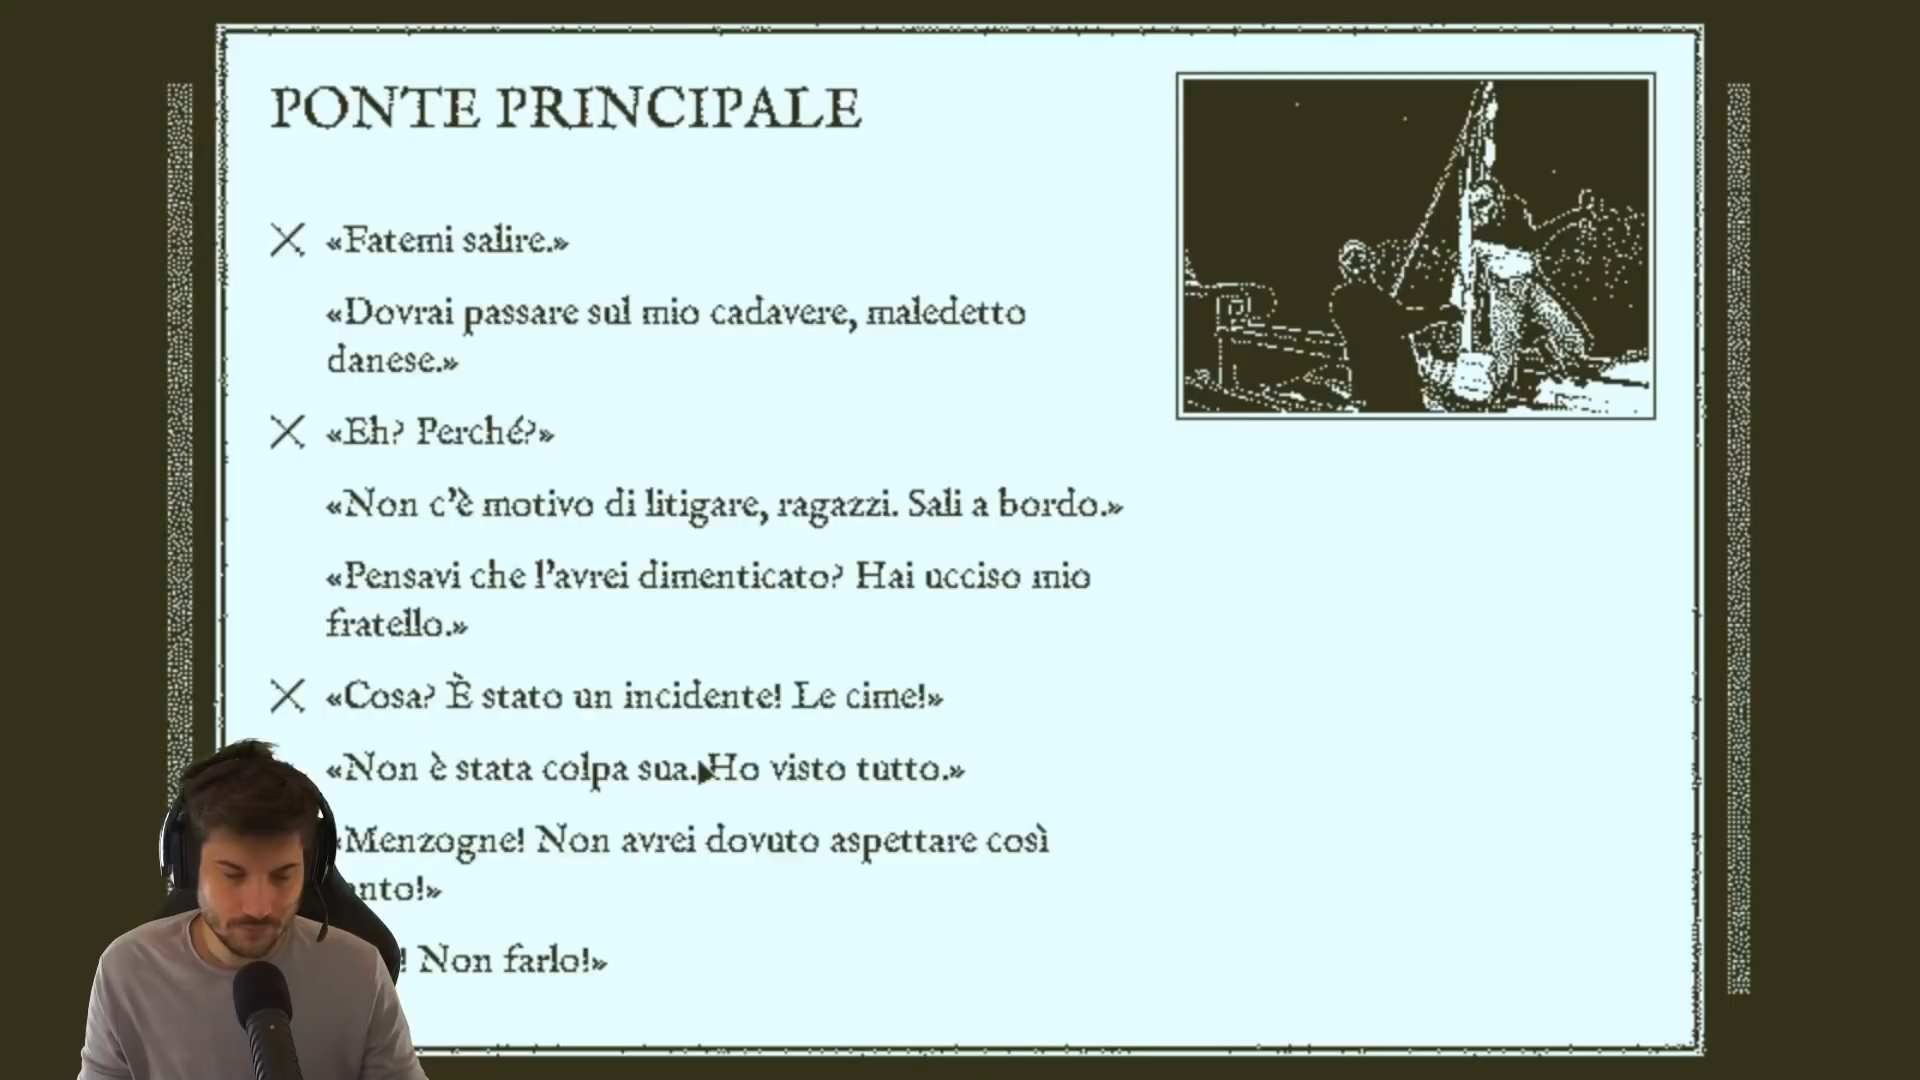 PONTE PRINCIPALE
«Fatemi salire.»
«Dovrai passare sul mio cadavere, maledetto
danese.»
«Eh? Perché?»
«Non c'è motivo di litigare, ragazzi. Sali a bordo.»
«Pensavi che l'avrei dimenticato? Hai ucciso mio
fratello.»
«Cosa? È stato un incidente! Le cime!»
«Non è stata colpa sua. Ho visto tutto.»
«Menzogne! Non avrei dovuto aspettare così
Non farlo!»